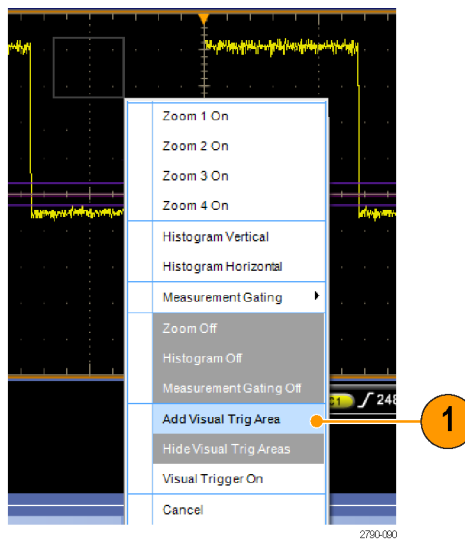 Zoom 1 On
Zoom 2 On
Zoom 3 On
Zoom 4 On
Histogram Vertical
Histogram Horizontal
Measurement Gating
Zoom Off
Histogram Off
Measurement Gating Off
C1 248
Add Visual Trig Area
1
Hide Visual Trig Areas
Visual Trigger On
Cancel
2790-090